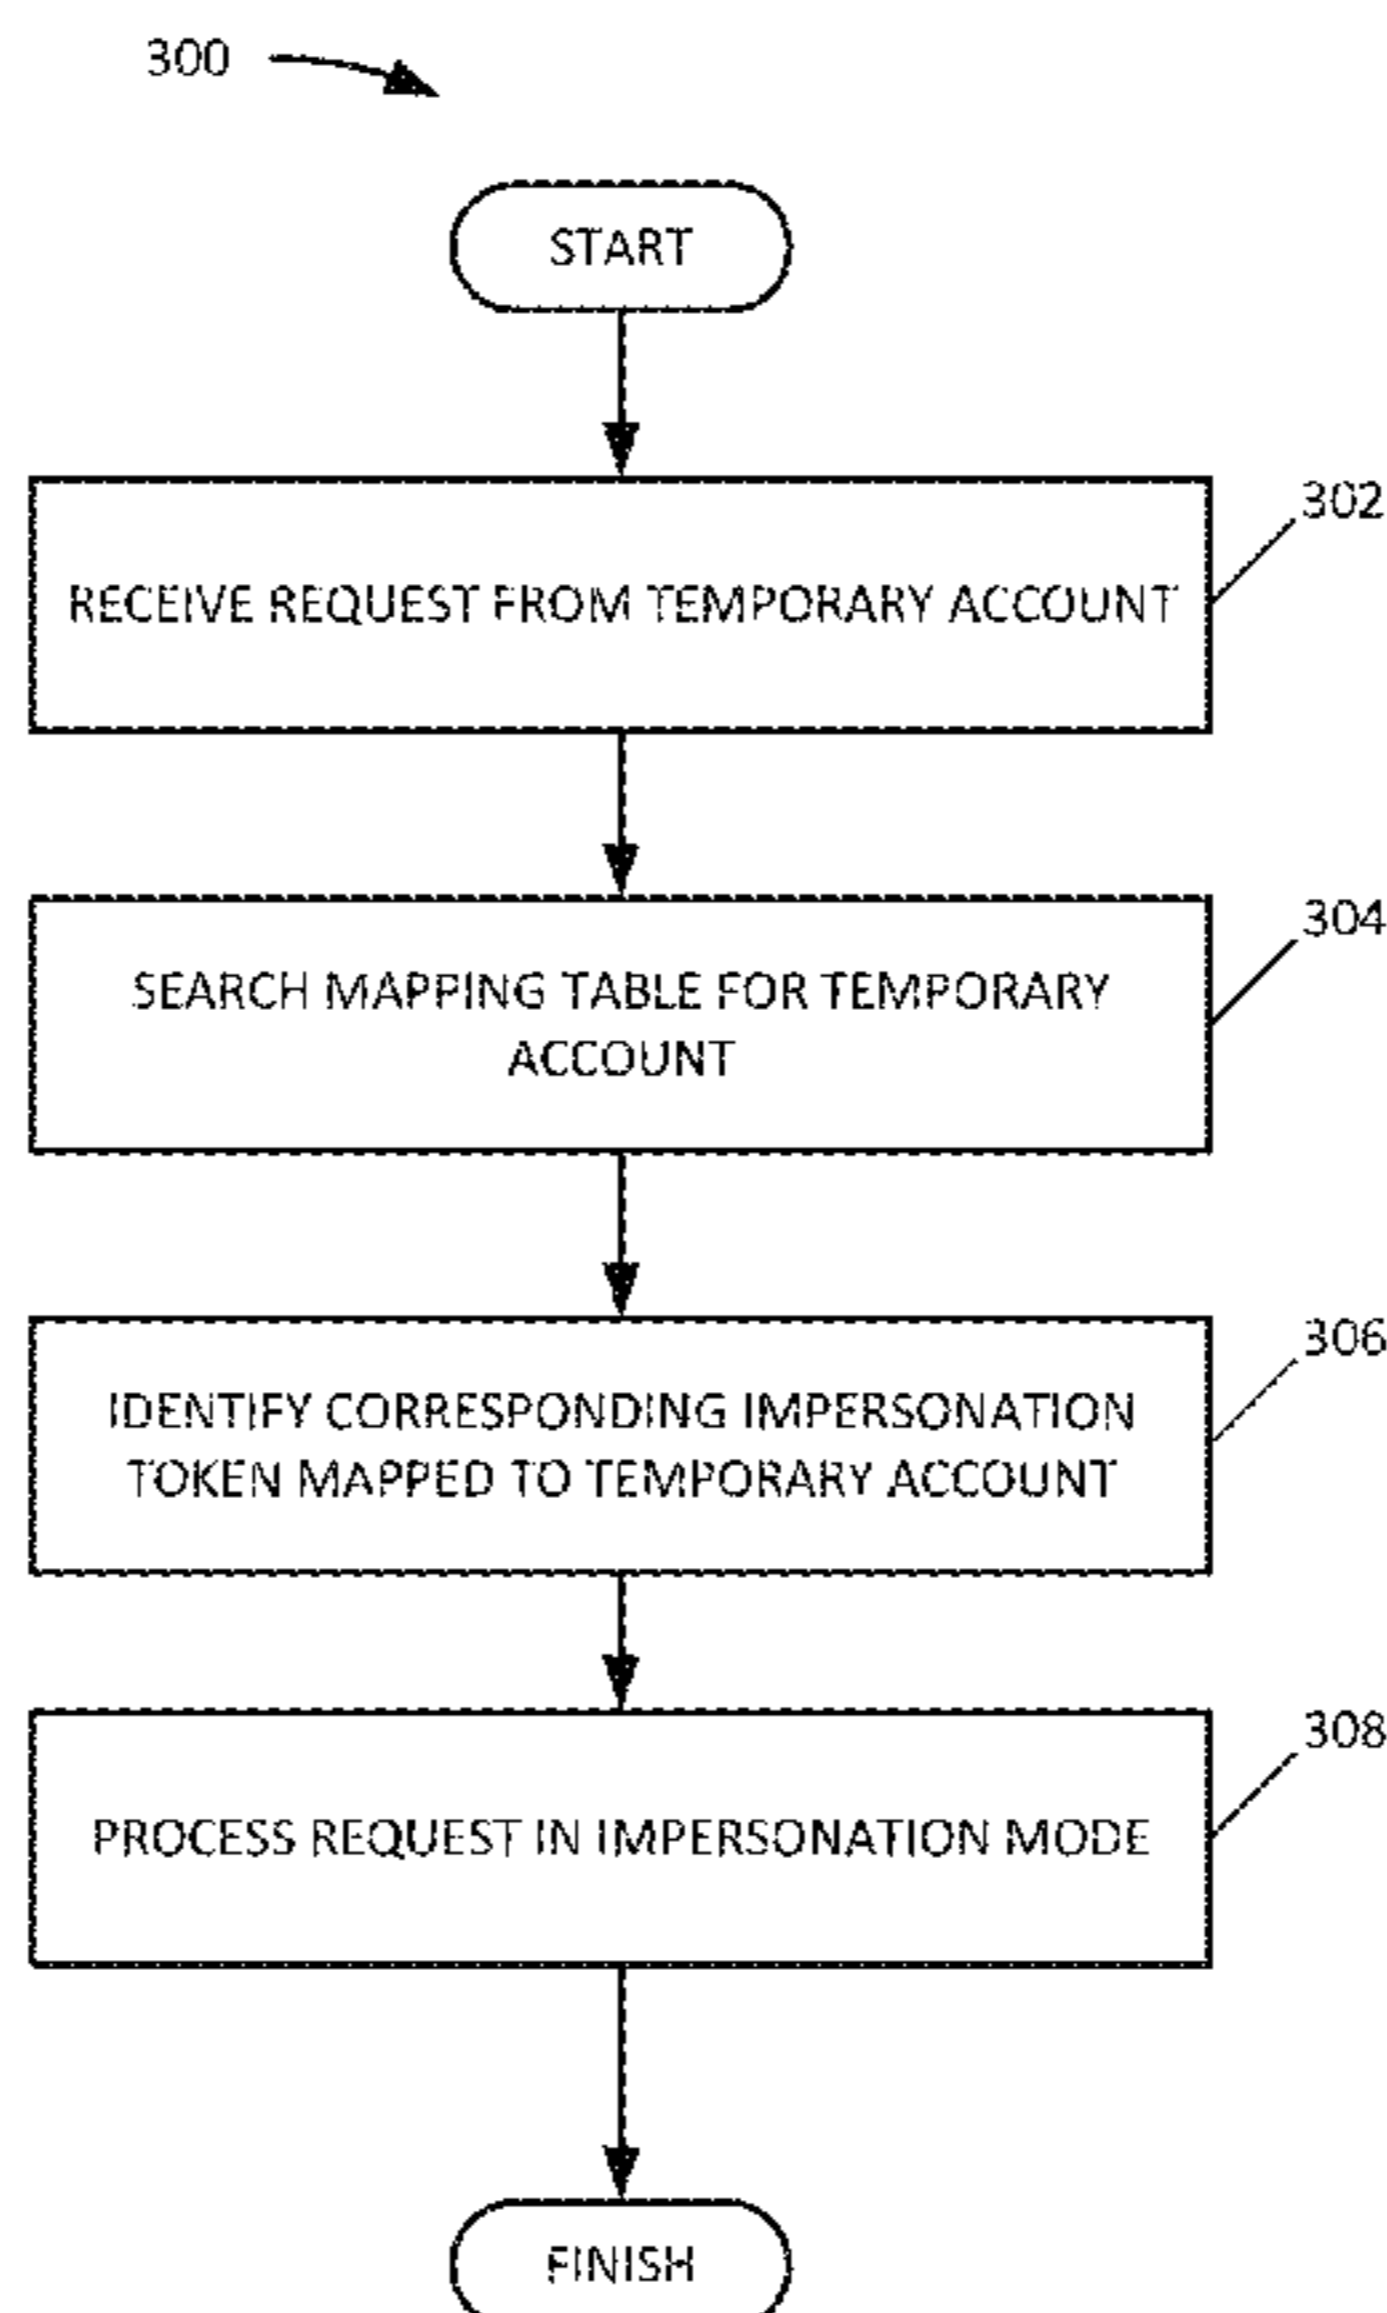 300
START
302
RECEIVE REQUEST FROM TEMPORARY ACCOUNT
304
SEARCH MAPPING TABLE FOR TEMPORARY
ACCOUNT
306
IDENTIFY CORRESPONDING IMPERSONATION
TOKEN MAPPED TO TEMPORARY ACCOUNT
308
PROCESS REQUEST IN IMPERSONATION MODE
FINISH